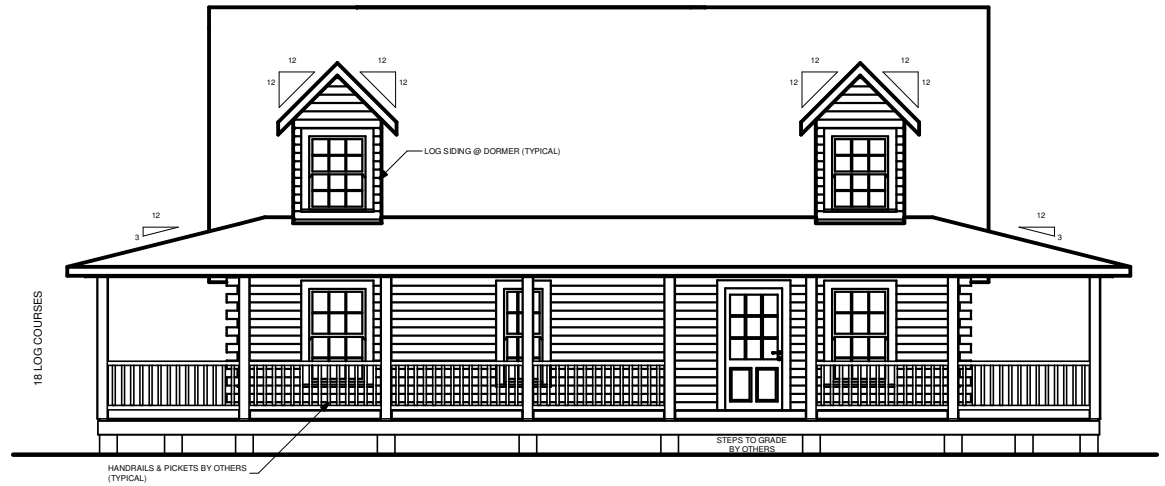 12
12
12
12
12
12
12
12
LOG SIDING @ DORMER (TYPICAL)
12
3
12
3
18 LOG COURSES
STEPS TO GRADE
BY OTHERS
HANDRAILS & PICKETS BY OTHERS
(TYPICAL)